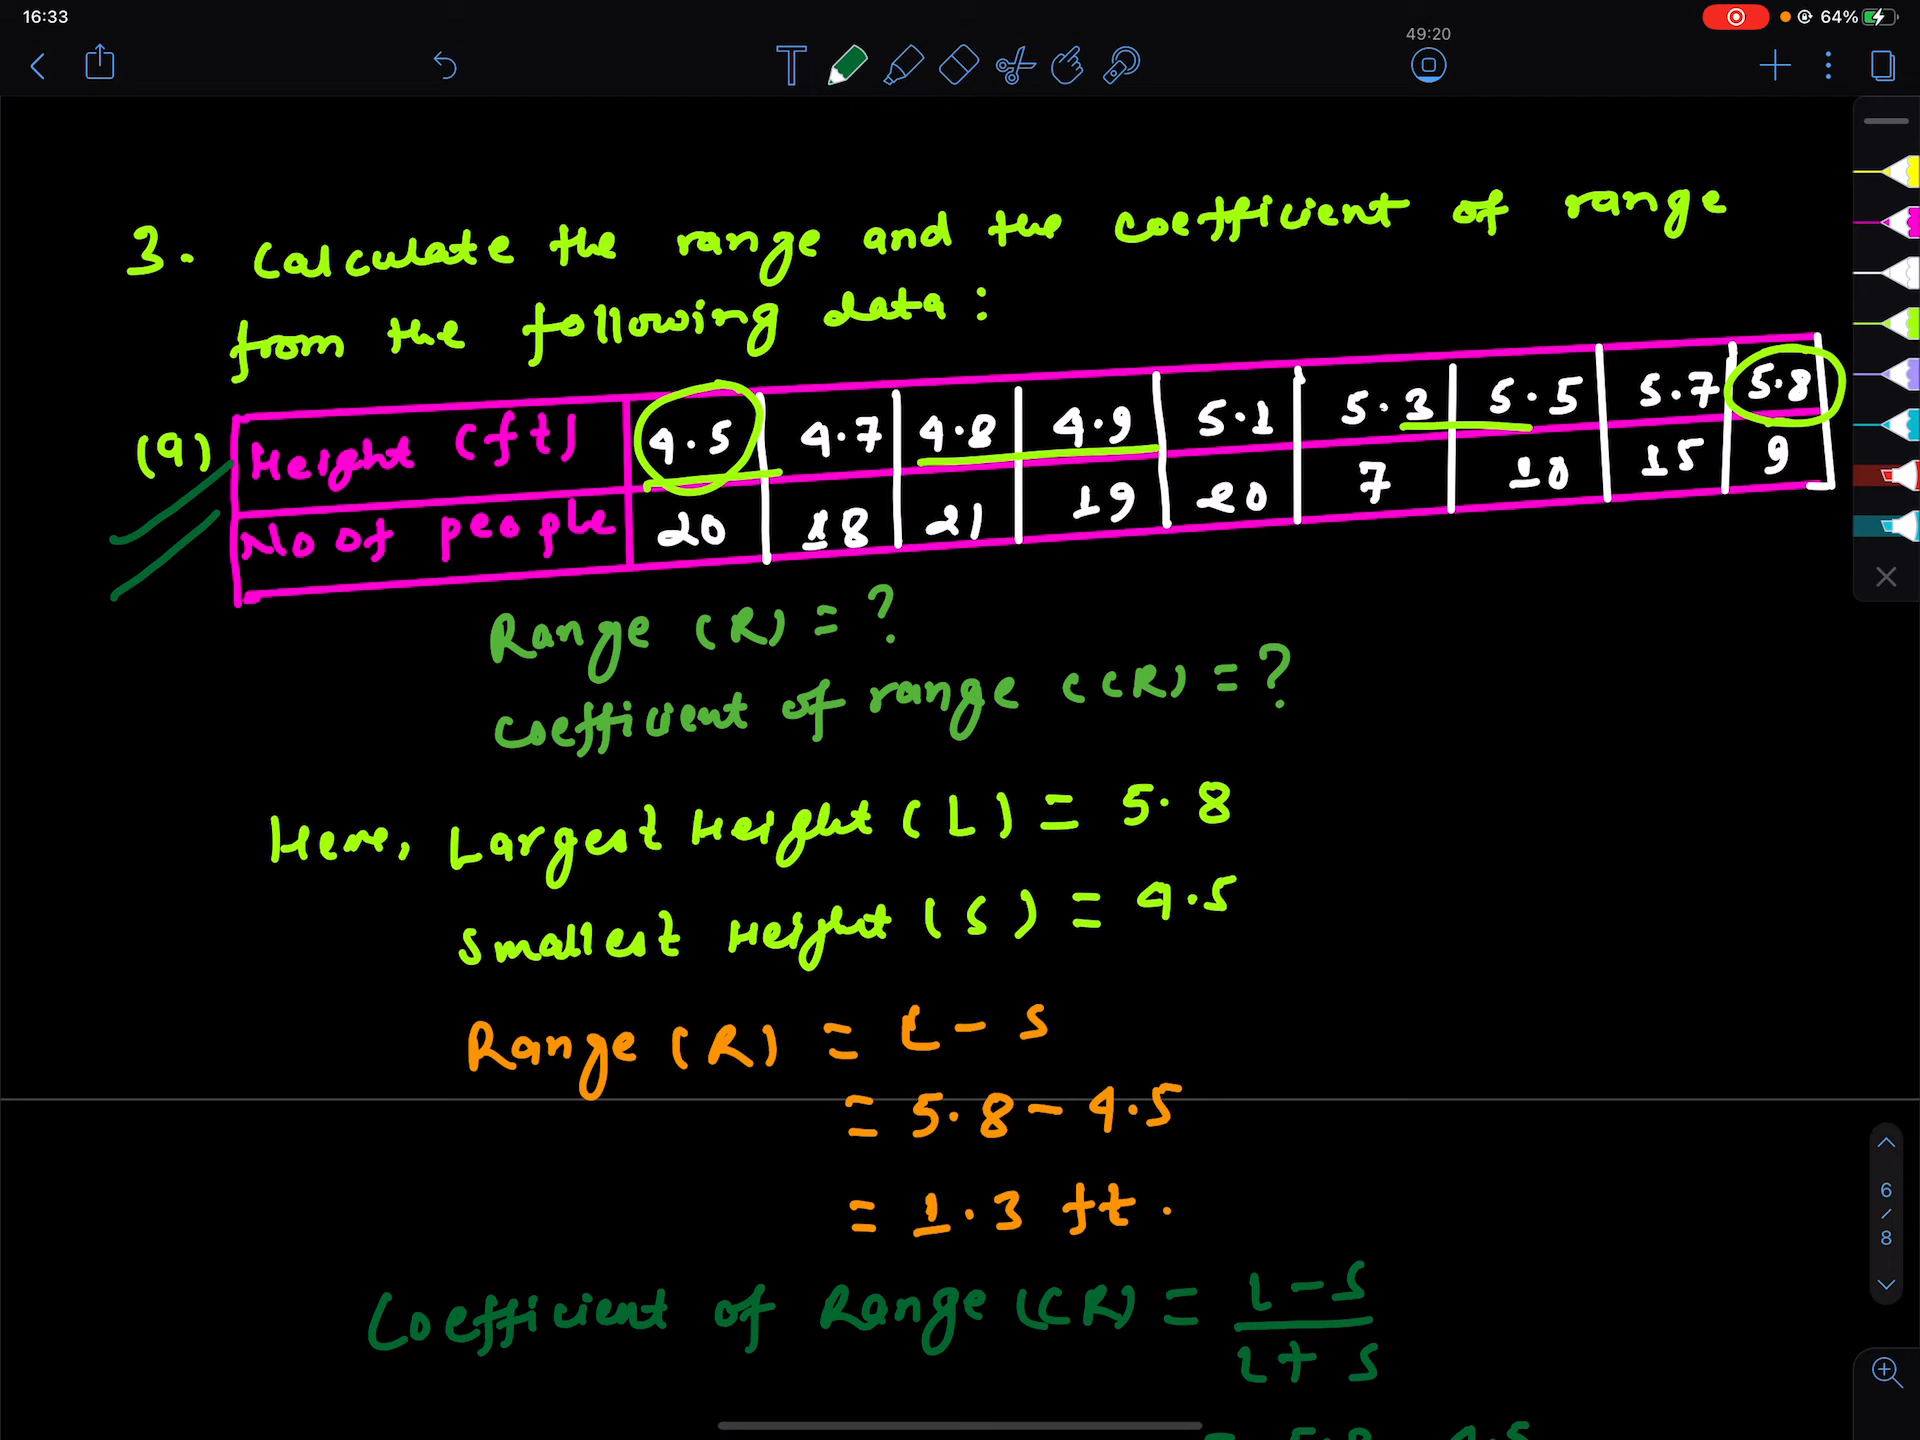 16:33
64%
49:20
3. Calculate the range and the coefficient of range
from the following data:
(a) Height (ft) 4.5 4.7 4.8 4.9 5.1 5.3 5.5 5.7 5.8
No of people 20 18 21 19 20 7 10 15 9
Range (R) = ?
Coefficient of range (CR) = ?
Here, Largest Height (L) = 5.8
Smallest Height (S) = 4.5
Range (R) = L - S
= 5.8 - 4.5
= 1.3 ft.
Coefficient of Range (CR) = L - S
L + S
= 5.8 - 4.5
6
/
8